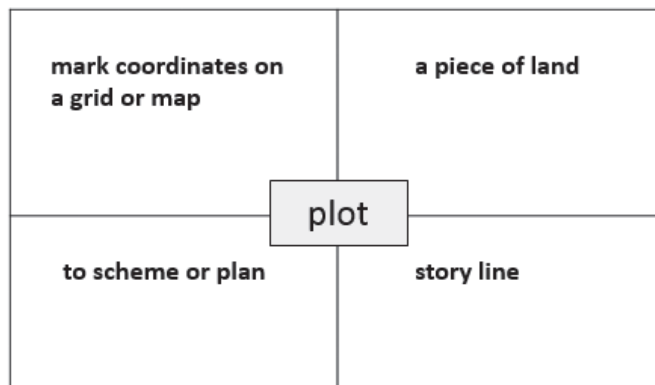 mark coordinates on
a grid or map
a piece of land
plot
to scheme or plan
story line